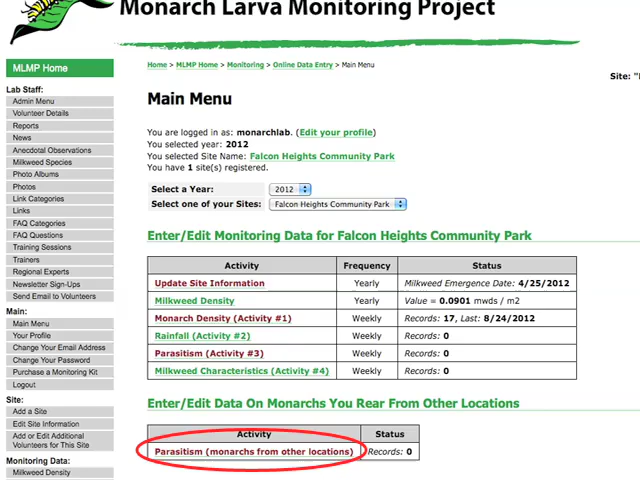 Monarch Larva Monitoring Project
MLMP Home
Lab Staff:
Admin Menu
Volunteer Details
Reports
News
Anecdotal Observations
Milkweed Species
Photo Albums
Photos
Link Categories
Links
FAQ Categories
FAQ Questions
Training Sessions
Trainers
Regional Experts
Newsletter Sign-Ups
Send Email to Volunteers
Main:
Main Menu
Your Profile
Change Your Email Address
Change Your Password
Purchase a Monitoring Kit
Logout
Site:
Add a Site
Edit Site Information
Add or Edit Additional
Volunteers for This Site
Monitoring Data:
Milkweed Density
Home > MLMP Home > Monitoring > Online Data Entry > Main Menu
Site: "
Main Menu
You are logged in as: monarchlab. (Edit your profile)
You selected year: 2012
You selected Site Name: Falcon Heights Community Park
You have 1 site(s) registered.
Select a Year: 2012
Select one of your Sites: Falcon Heights Community Park
Enter/Edit Monitoring Data for Falcon Heights Community Park
Activity Frequency Status
Update Site Information Yearly Milkweed Emergence Date: 4/25/2012
Milkweed Density Yearly Value = 0.0901 mwds / m2
Monarch Density (Activity #1) Weekly Records: 17, Last: 8/24/2012
Rainfall (Activity #2) Weekly Records: 0
Parasitism (Activity #3) Weekly Records: 0
Milkweed Characteristics (Activity #4) Weekly Records: 0
Enter/Edit Data On Monarchs You Rear From Other Locations
Activity Status
Parasitism (monarchs from other locations) Records: 0